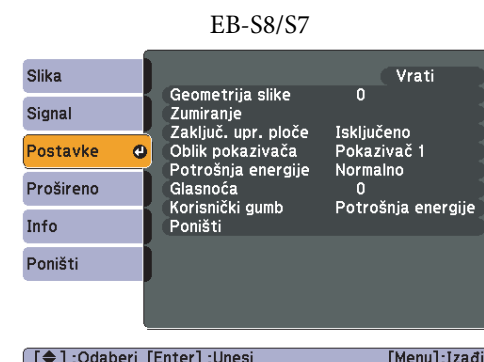 EB-S8/S7
Slika
Signal
Postavke
Prošireno
Info
Poništi
Vrati
Geometrija slike 0
Zumiranje
Zaključ. upr. ploče Isključeno
Oblik pokazivača Pokazivač 1
Potrošnja energije Normalno
Glasnoća 0
Korisnički gumb Potrošnja energije
Poništi
[◆] :Odaberi [Enter] :Unesi [Menu]:Izađi